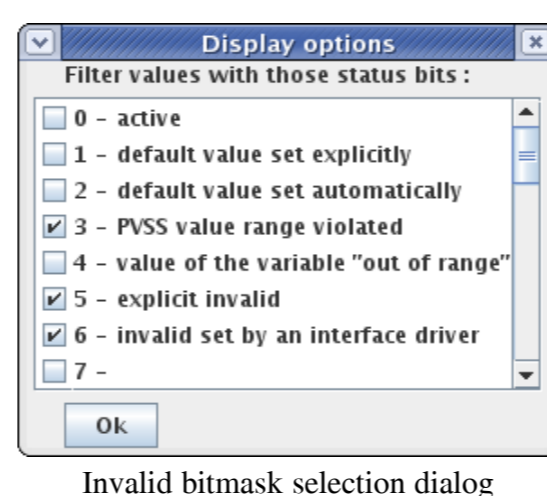 Display options
Filter values with those status bits :
0 - active
1 - default value set explicitly
2 - default value set automatically
3 - PVSS value range violated
4 - value of the variable "out of range"
5 - explicit invalid
6 - invalid set by an interface driver
7 -
Ok
Invalid bitmask selection dialog